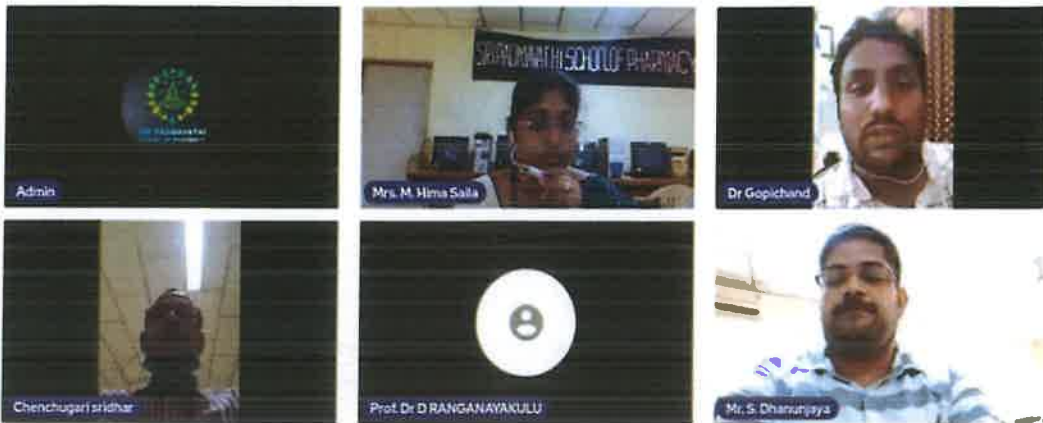 Admin
SRI PADMAVATHI SCHOOL OF PHARMACY
Mrs. M. Hima Saila
Dr Gopichand
Chenchugari sridhar
Prof. Dr D RANGANAYAKULU
Mr. S. Dhanunjaya